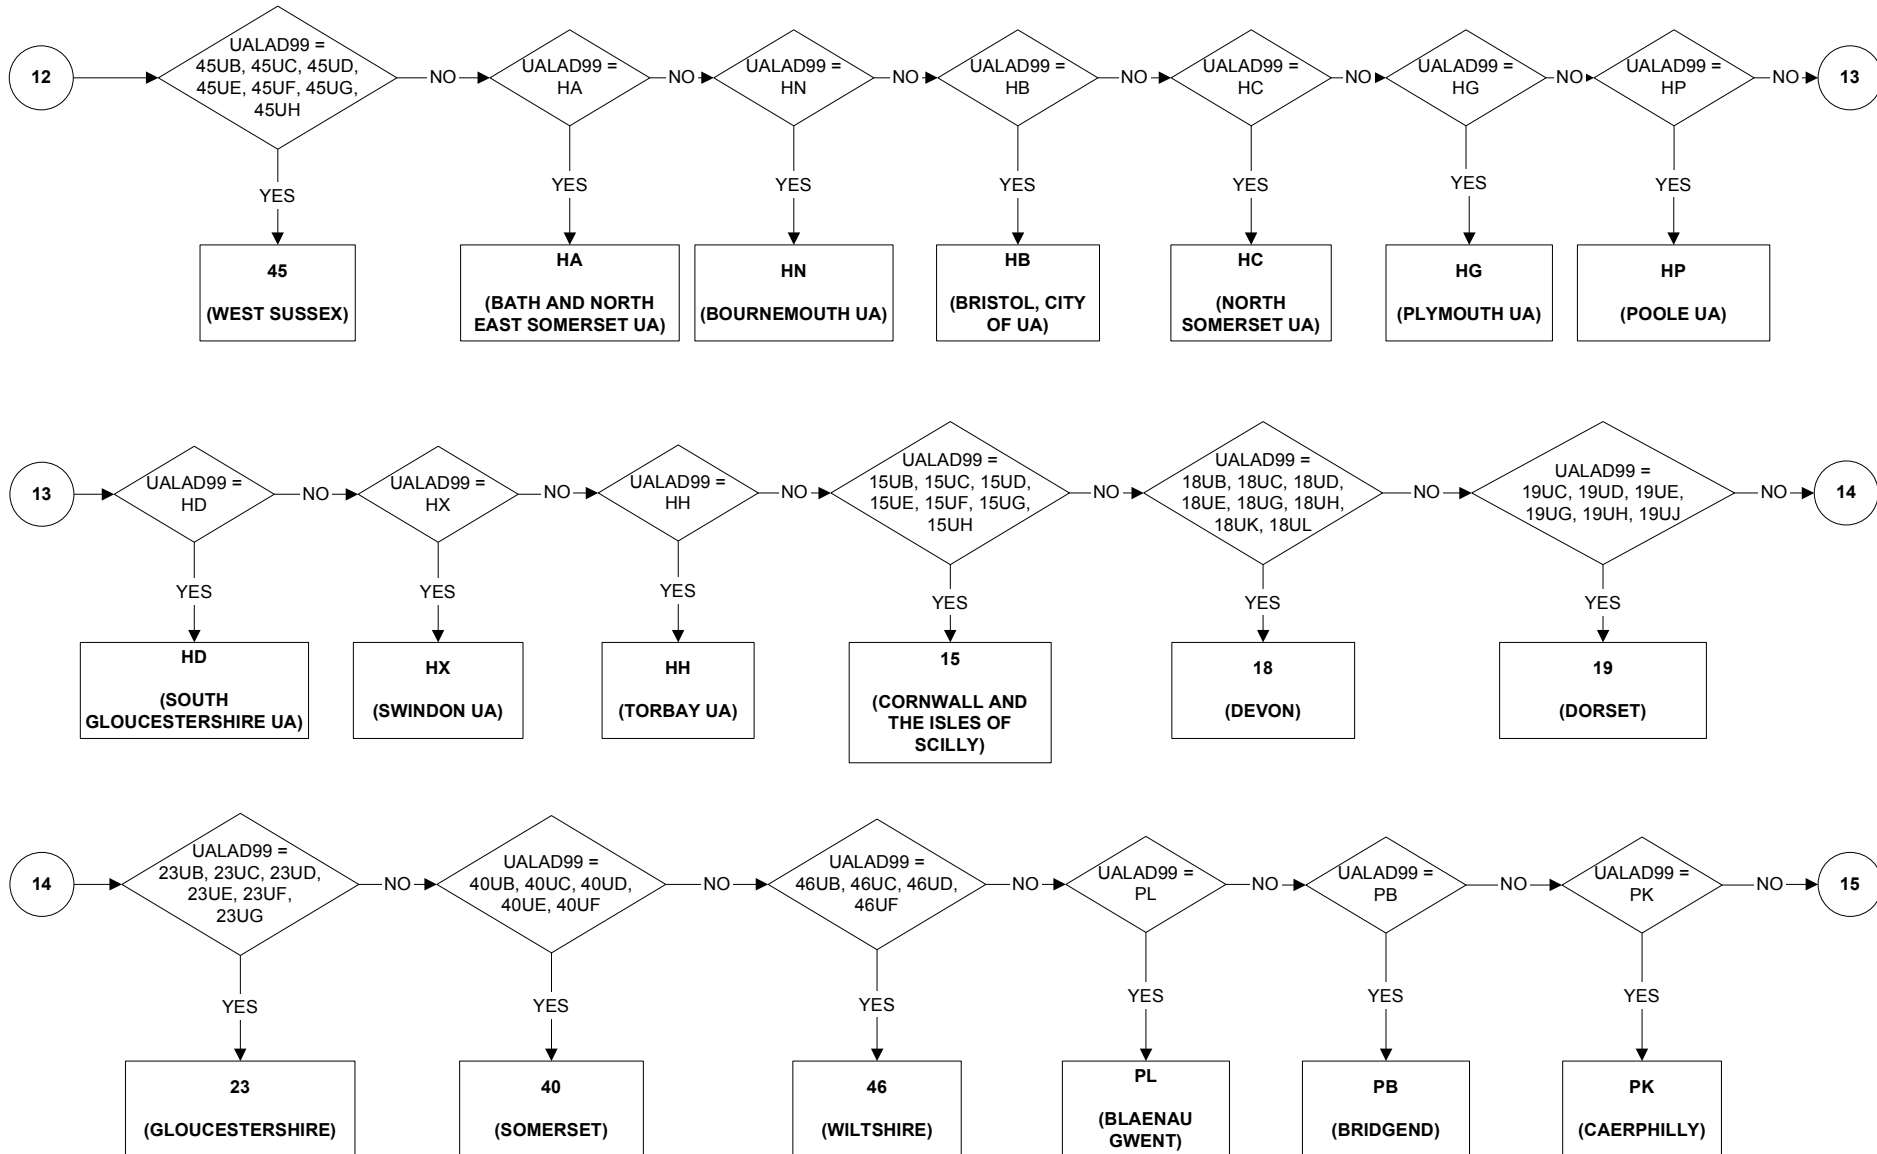 12
UALAD99 =
45UB, 45UC, 45UD,
45UE, 45UF, 45UG,
45UH
NO
UALAD99 =
HA
NO
UALAD99 =
HN
NO
UALAD99 =
HB
NO
UALAD99 =
HC
NO
UALAD99 =
HG
NO
UALAD99 =
HP
NO
13
YES
YES
YES
YES
YES
YES
YES
45
(WEST SUSSEX)
HA
(BATH AND NORTH
EAST SOMERSET UA)
HN
(BOURNEMOUTH UA)
HB
(BRISTOL, CITY
OF UA)
HC
(NORTH
SOMERSET UA)
HG
(PLYMOUTH UA)
HP
(POOLE UA)
13
UALAD99 =
HD
NO
UALAD99 =
HX
NO
UALAD99 =
HH
NO
UALAD99 =
15UB, 15UC, 15UD,
15UE, 15UF, 15UG,
15UH
NO
UALAD99 =
18UB, 18UC, 18UD,
18UE, 18UG, 18UH,
18UK, 18UL
NO
UALAD99 =
19UC, 19UD, 19UE,
19UG, 19UH, 19UJ
NO
14
YES
YES
YES
YES
YES
YES
HD
(SOUTH
GLOUCESTERSHIRE UA)
HX
(SWINDON UA)
HH
(TORBAY UA)
15
(CORNWALL AND
THE ISLES OF
SCILLY)
18
(DEVON)
19
(DORSET)
14
UALAD99 =
23UB, 23UC, 23UD,
23UE, 23UF,
23UG
NO
UALAD99 =
40UB, 40UC, 40UD,
40UE, 40UF
NO
UALAD99 =
46UB, 46UC, 46UD,
46UF
NO
UALAD99 =
PL
NO
UALAD99 =
PB
NO
UALAD99 =
PK
NO
15
YES
YES
YES
YES
YES
YES
23
(GLOUCESTERSHIRE)
40
(SOMERSET)
46
(WILTSHIRE)
PL
(BLAENAU
GWENT)
PB
(BRIDGEND)
PK
(CAERPHILLY)